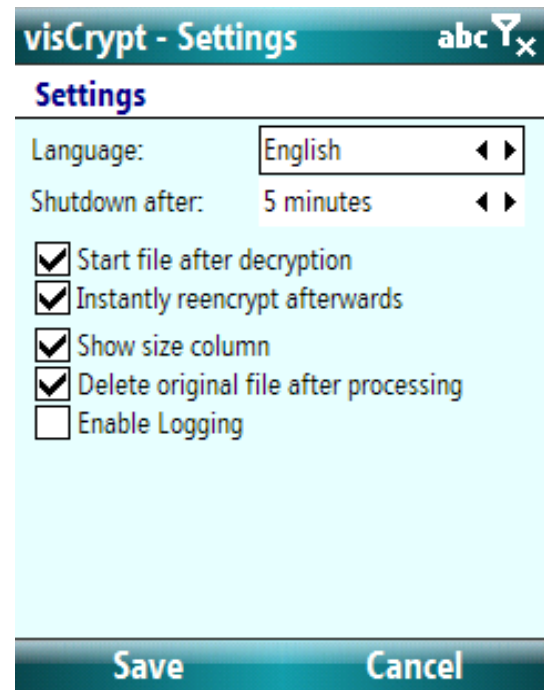 visCrypt - Settings abc
Settings
Language: English
Shutdown after: 5 minutes
Start file after decryption
Instantly reencrypt afterwards
Show size column
Delete original file after processing
Enable Logging
Save Cancel